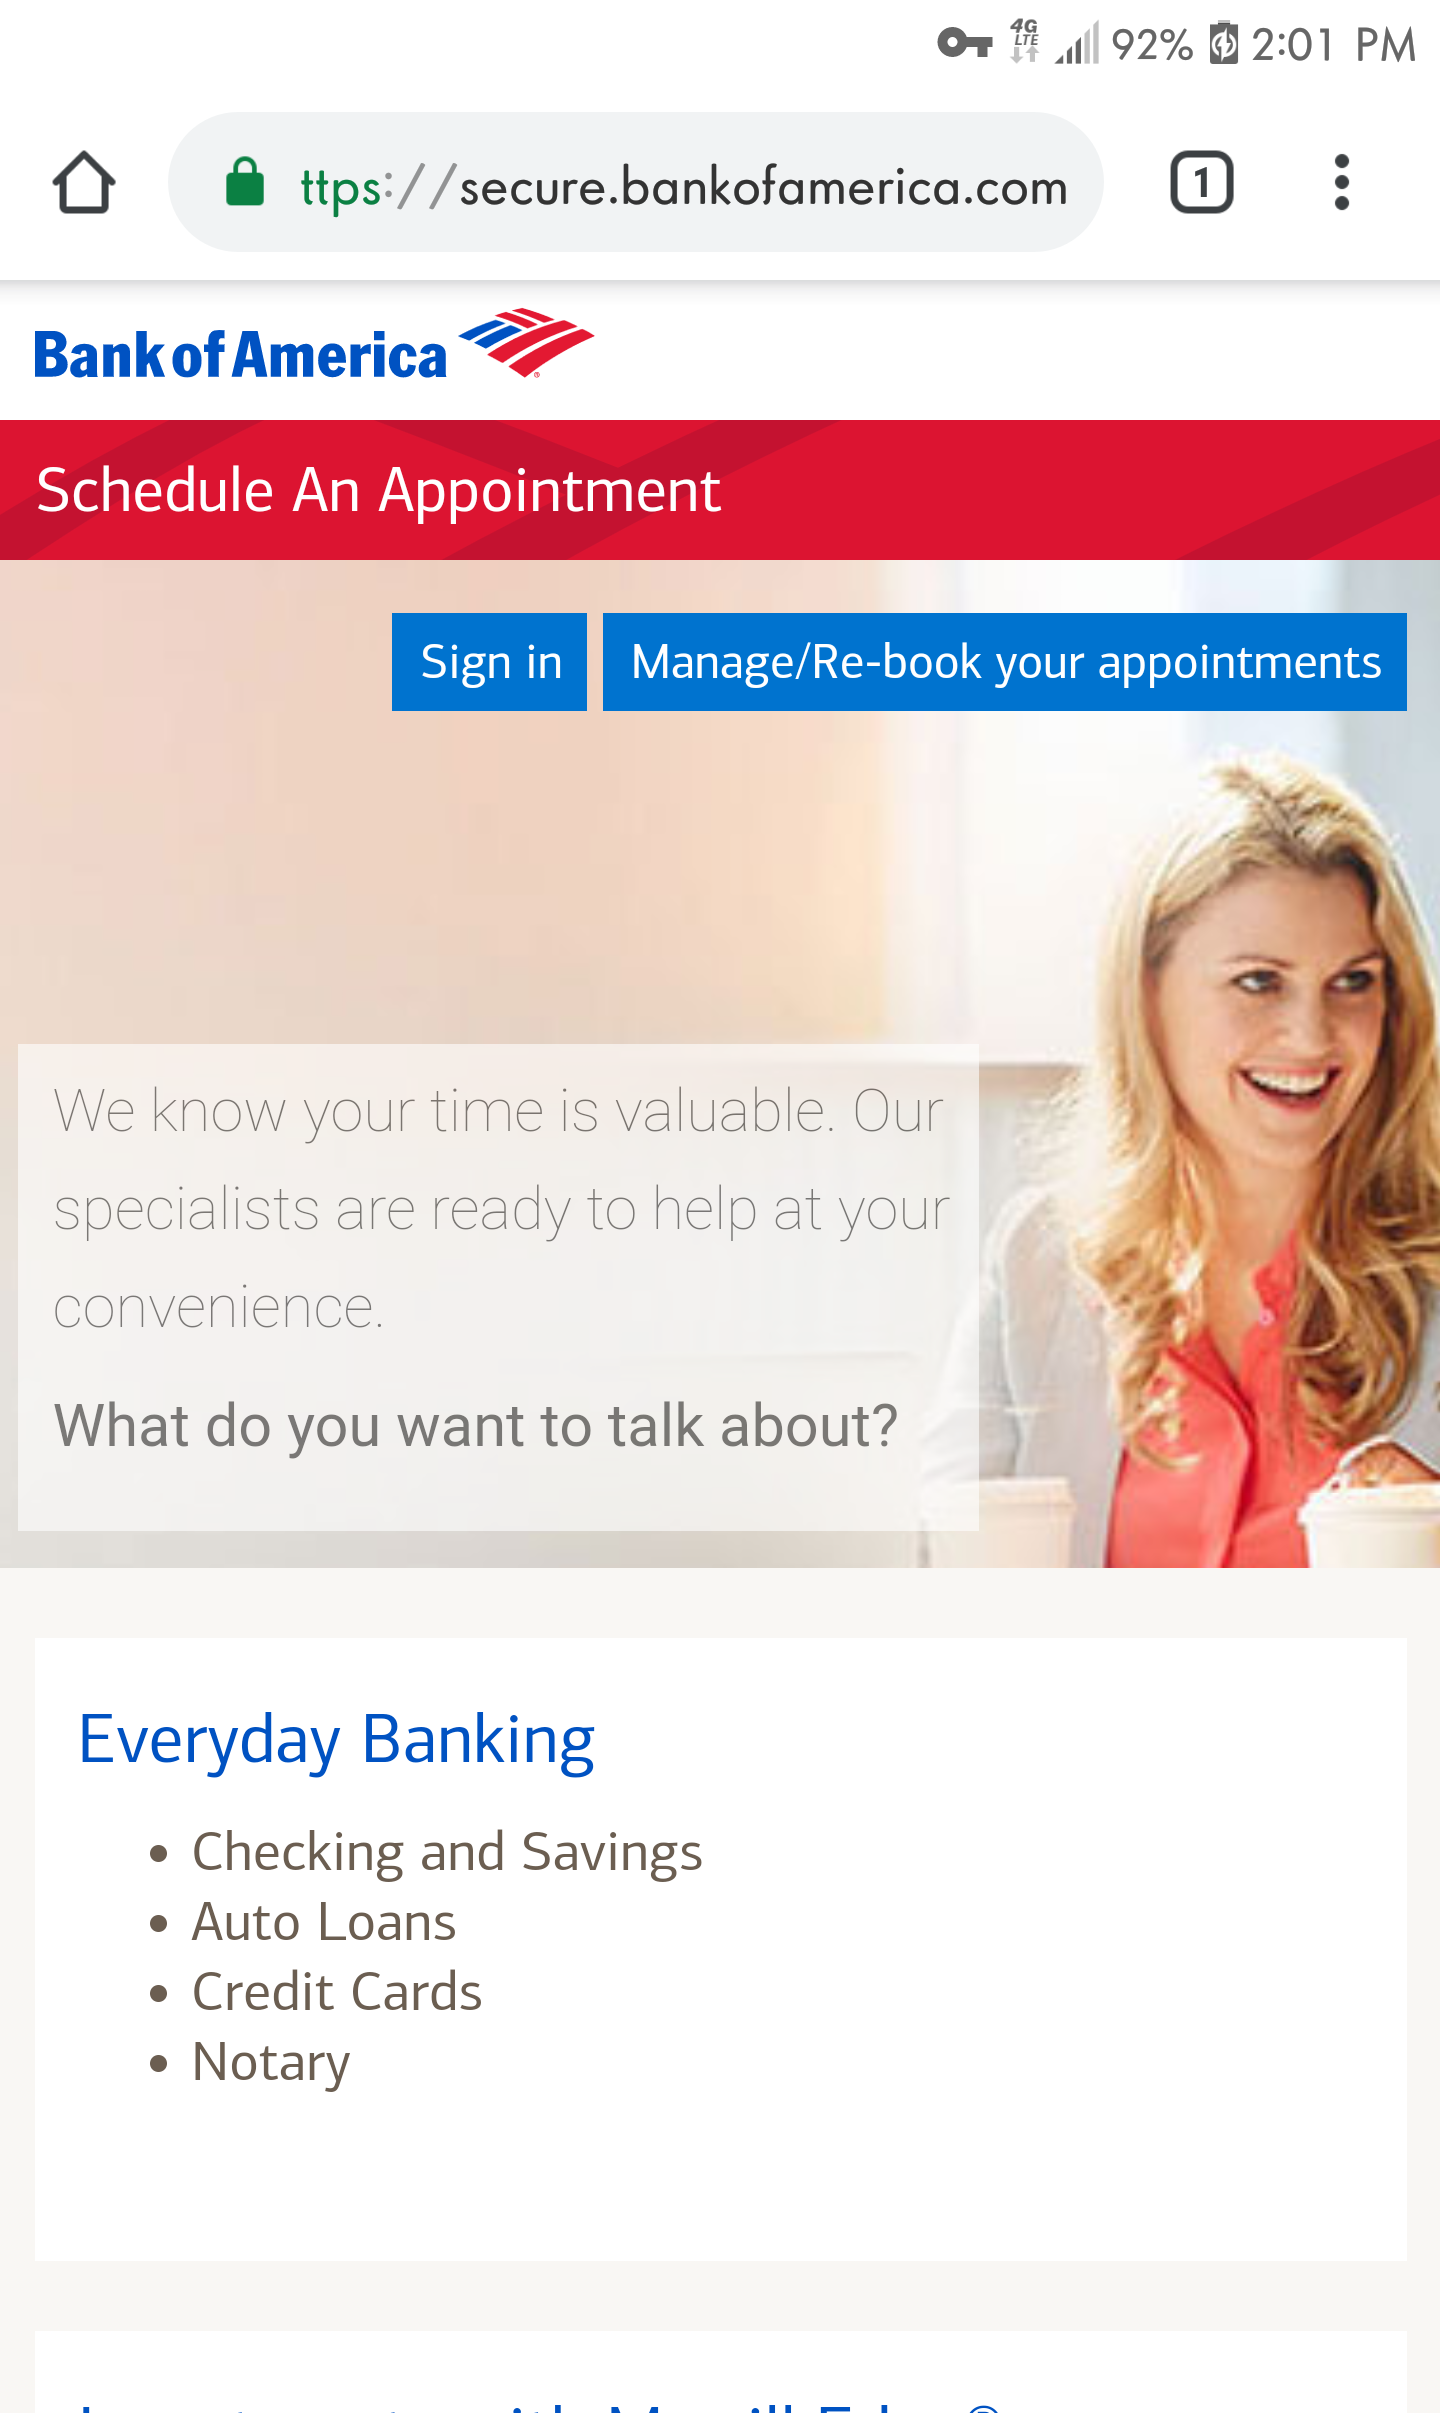 4G LTE 92% 2:01 PM
ttps://secure.bankofamerica.com 1
Bank of America
Schedule An Appointment
Sign in Manage/Re-book your appointments
We know your time is valuable. Our
specialists are ready to help at your
convenience.
What do you want to talk about?
Everyday Banking
• Checking and Savings
• Auto Loans
• Credit Cards
• Notary